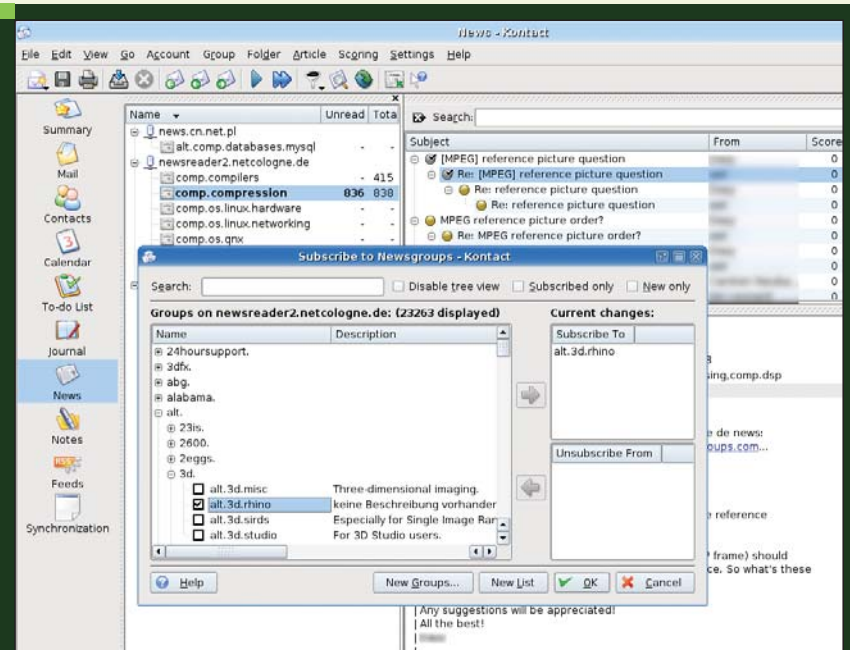 News - Kontact
File Edit View Go Account Group Folder Article Scoring Settings Help
Summary
Mail
Contacts
Calendar
To-do List
Journal
News
Notes
Feeds
Synchronization
Name Unread Tota
news.cn.net.pl
alt.comp.databases.mysql - -
newsreader2.netcologne.de
comp.compilers - 415
comp.compression 836 838
comp.os.linux.hardware - -
comp.os.linux.networking - -
comp.os.qnx - -
Search:
Subject From Score
[MPEG] reference picture question 0
Re: [MPEG] reference picture question 0
Re: reference picture question 0
Re: reference picture question 0
MPEG reference picture order? 0
Re: MPEG reference picture order? 0
0
0
0
Subscribe to Newsgroups - Kontact
Search: Disable tree view Subscribed only New only
Groups on newsreader2.netcologne.de: (23263 displayed)
Name Description
24hoursupport.
3dfx.
abg.
alabama.
alt.
23is.
2600.
2eggs.
3d.
alt.3d.misc Three-dimensional imaging.
alt.3d.rhino keine Beschreibung vorhander
alt.3d.sirds Especially for Single Image Ran
alt.3d.studio For 3D Studio users.
Current changes:
Subscribe To
alt.3d.rhino
Unsubscribe From
Help New Groups... New List OK Cancel
sing,comp.dsp
e de news:
oups.com...
reference
frame) should
ce. So what's these
| Any suggestions will be appreciated!
| All the best!
|
|